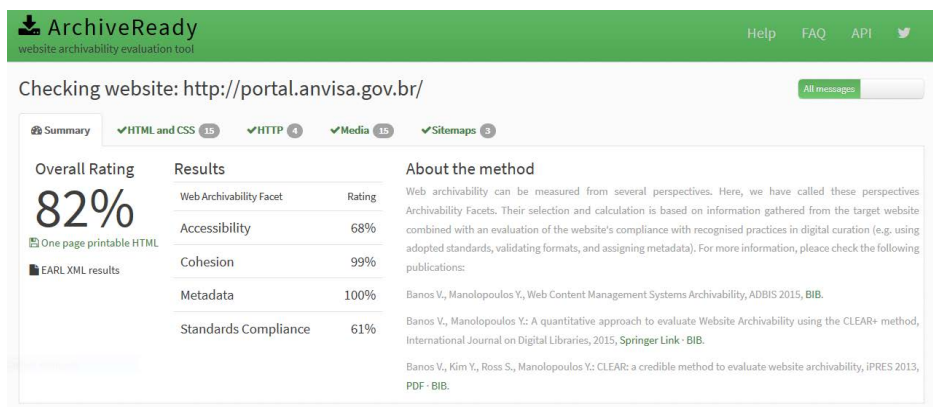 ArchiveReady
website archivability evaluation tool
Help FAQ API
Checking website: http://portal.anvisa.gov.br/
All messages
Summary HTML and CSS 15 HTTP 4 Media 15 Sitemaps 3
Overall Rating
82%
One page printable HTML
EARL XML results
Results
Web Archivability Facet Rating
Accessibility 68%
Cohesion 99%
Metadata 100%
Standards Compliance 61%
About the method
Web archivability can be measured from several perspectives. Here, we have called these perspectives
Archivability Facets. Their selection and calculation is based on information gathered from the target website
combined with an evaluation of the website's compliance with recognised practices in digital curation (e.g. using
adopted standards, validating formats, and assigning metadata). For more information, pleace check the following
publications:
Banos V., Manolopoulos Y., Web Content Management Systems Archivability, ADBIS 2015, BIB.
Banos V., Manolopoulos Y.: A quantitative approach to evaluate Website Archivability using the CLEAR+ method,
International Journal on Digital Libraries, 2015, Springer Link · BIB.
Banos V., Kim Y., Ross S., Manolopoulos Y.: CLEAR: a credible method to evaluate website archivability, iPRES 2013,
PDF · BIB.